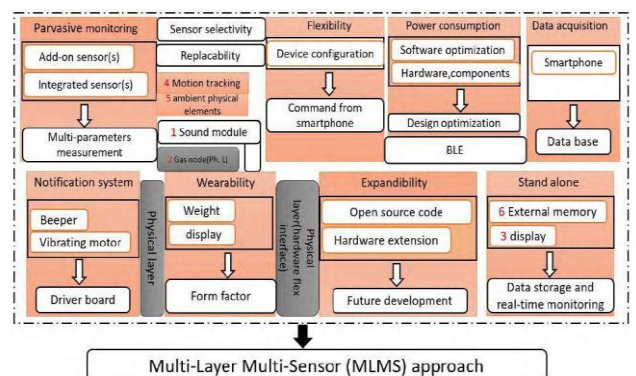 Parvasive monitoring
Add-on sensor(s)
Integrated sensor(s)
Multi-parameters
measurement
Sensor selectivity
Replacability
4 Motion tracking
5 ambient physical
elements
1 Sound module
2 Gas node(Ph. L)
Flexibility
Device configuration
Command from
smartphone
Power consumption
Software optimization
Hardware,components
Design optimization
BLE
Data acquisition
Smartphone
Data base
Notification system
Beeper
Vibrating motor
Driver board
Physical layer
Wearability
Weight
display
Form factor
Physical
layer(hardware flex
interface)
Expandibility
Open source code
Hardware extension
Future development
Stand alone
6 External memory
3 display
Data storage and
real-time monitoring
Multi-Layer Multi-Sensor (MLMS) approach